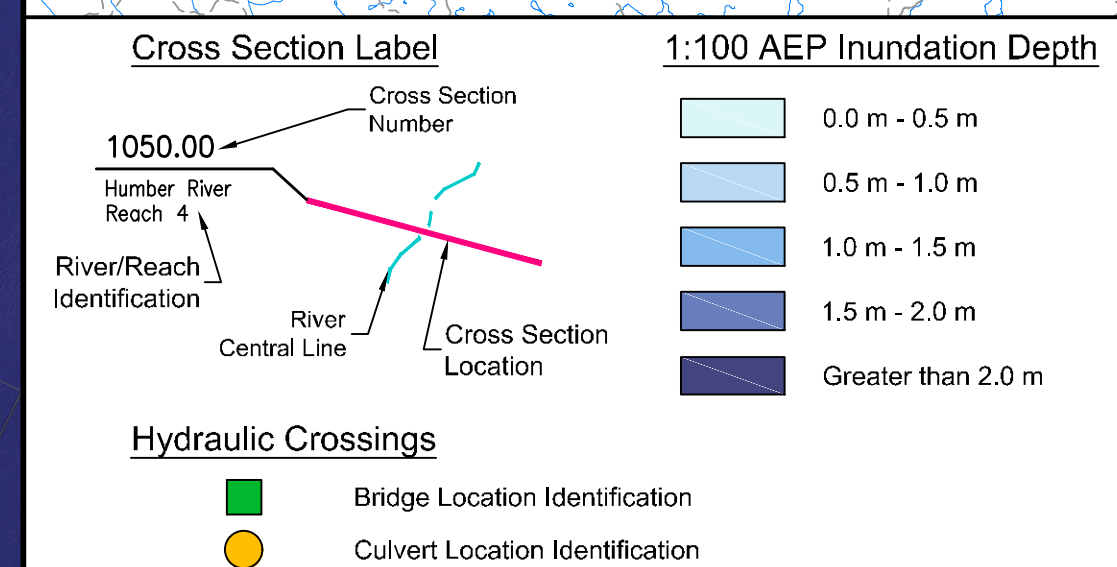 Cross Section Label
Cross Section
Number
1050.00
Humber River
Reach 4
River/Reach
Identification
River
Central Line
Cross Section
Location
1:100 AEP Inundation Depth
0.0 m - 0.5 m
0.5 m - 1.0 m
1.0 m - 1.5 m
1.5 m - 2.0 m
Greater than 2.0 m
Hydraulic Crossings
Bridge Location Identification
Culvert Location Identification